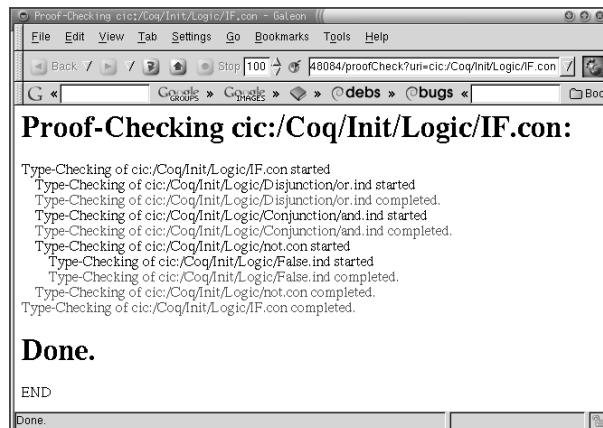 Proof-Checking cic:/Coq/Init/Logic/IF.con - Galeon
File Edit View Tab Settings Go Bookmarks Tools Help
Back Stop 100 48084/proofCheck?uri=cic:/Coq/Init/Logic/IF.con
G « Google GROUPS » Google IMAGES » » debs » bugs « Boo
Proof-Checking cic:/Coq/Init/Logic/IF.con:
Type-Checking of cic:/Coq/Init/Logic/IF.con started
Type-Checking of cic:/Coq/Init/Logic/Disjunction/or.ind started
Type-Checking of cic:/Coq/Init/Logic/Disjunction/or.ind completed.
Type-Checking of cic:/Coq/Init/Logic/Conjunction/and.ind started
Type-Checking of cic:/Coq/Init/Logic/Conjunction/and.ind completed.
Type-Checking of cic:/Coq/Init/Logic/not.con started
Type-Checking of cic:/Coq/Init/Logic/False.ind started
Type-Checking of cic:/Coq/Init/Logic/False.ind completed.
Type-Checking of cic:/Coq/Init/Logic/not.con completed.
Type-Checking of cic:/Coq/Init/Logic/IF.con completed.
Done.
END
Done.